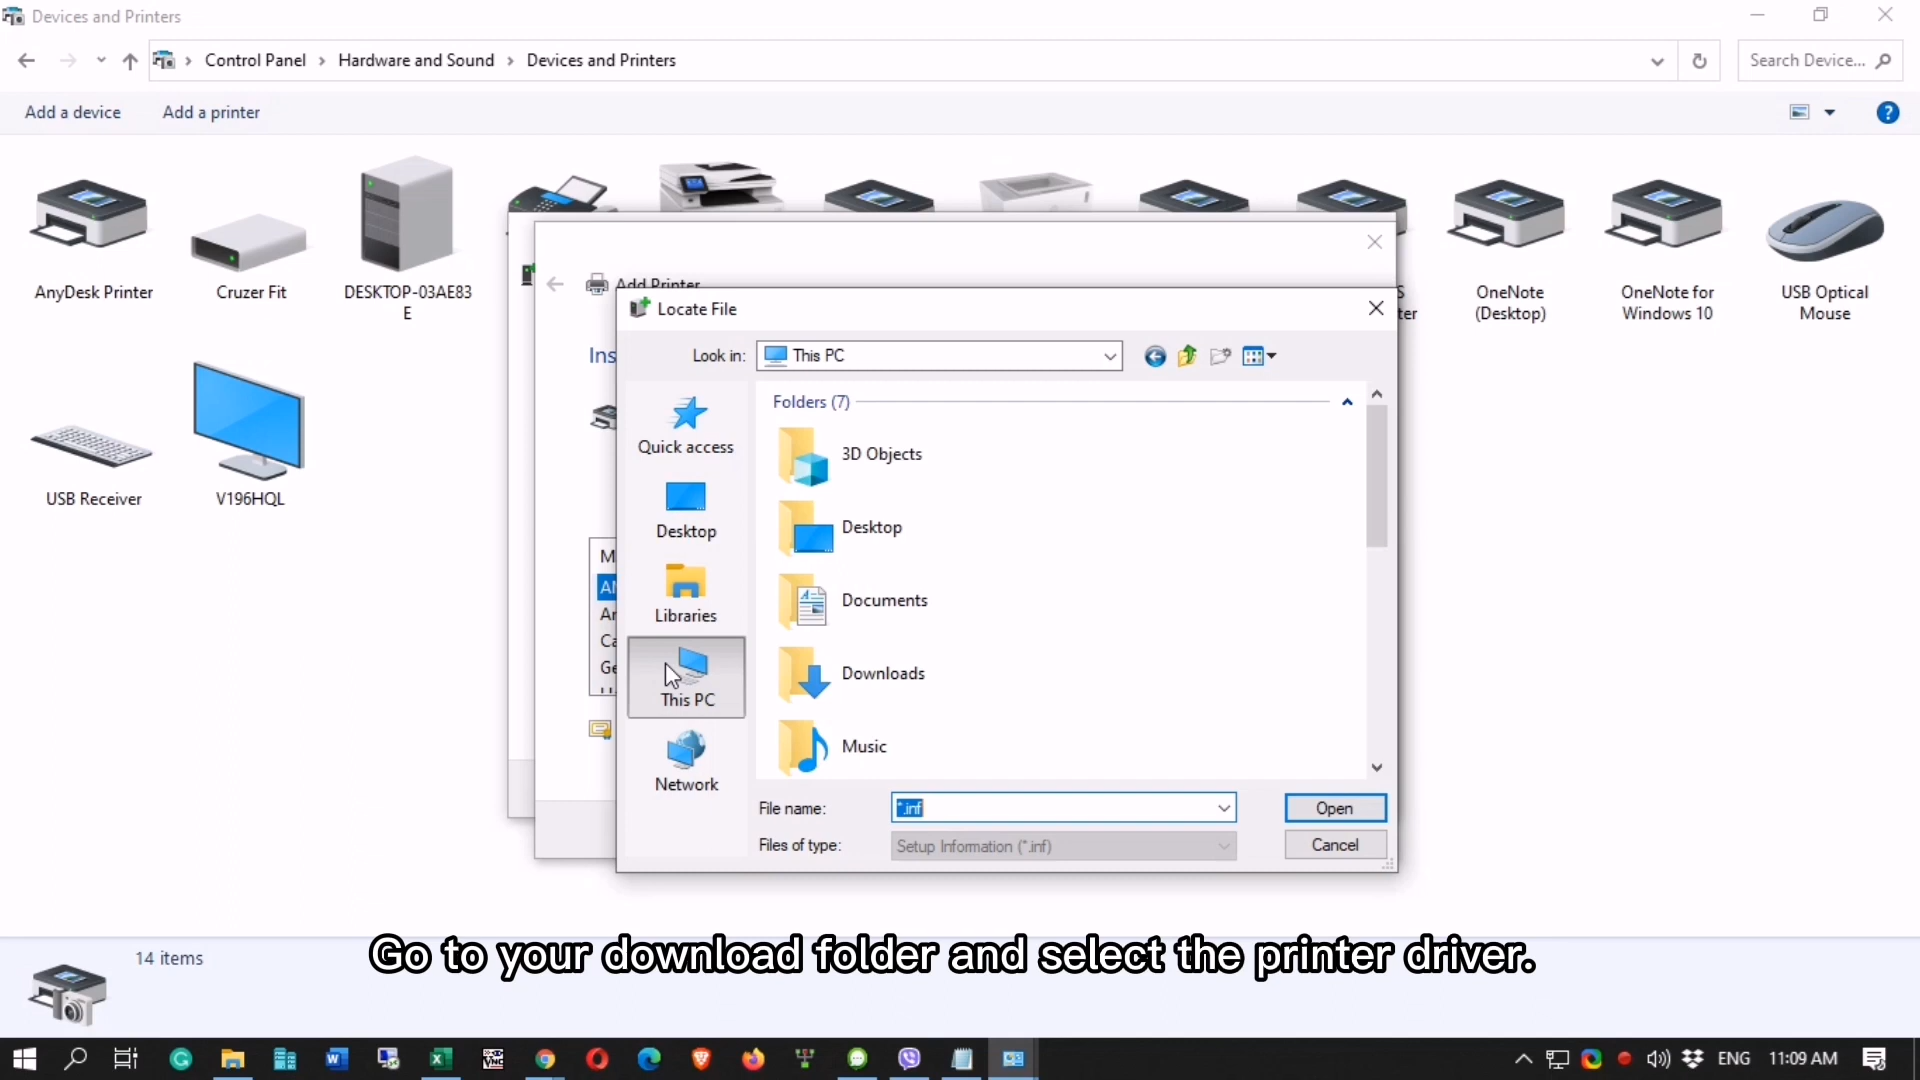 Devices and Printers
Control Panel > Hardware and Sound > Devices and Printers
Search Device...
Add a device Add a printer
?
AnyDesk Printer
Cruzer Fit
DESKTOP-03AE83
E
OneNote
(Desktop)
OneNote for
Windows 10
USB Optical
Mouse
USB Receiver
V196HQL
Add Printer
Ins
Locate File
Look in: This PC
Quick access
Desktop
Libraries
This PC
Network
Folders (7)
3D Objects
Desktop
Documents
Downloads
Music
File name: *.inf
Open
Files of type: Setup Information (*.inf)
Cancel
14 items
Go to your download folder and select the printer driver.
ENG 11:09 AM